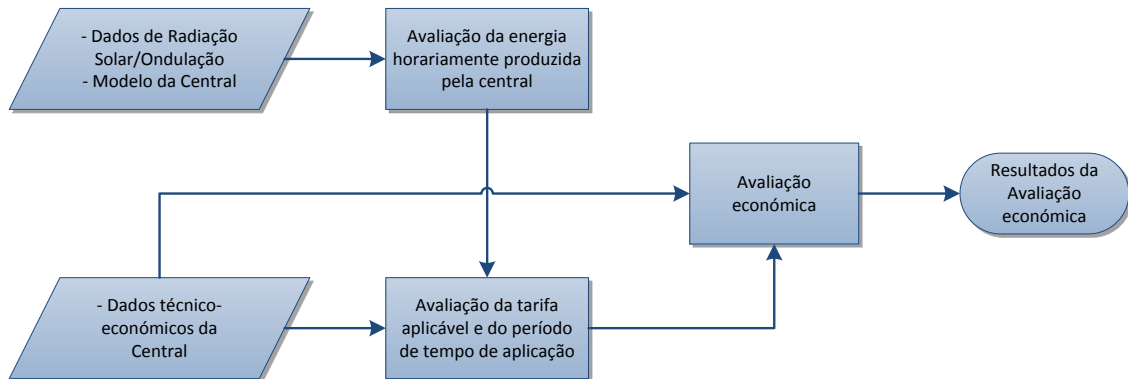 - Dados de Radiação
Solar/Ondulação
- Modelo da Central
Avaliação da energia
horariamente produzida
pela central
Avaliação
económica
Resultados da
Avaliação
económica
- Dados técnico-
económicos da
Central
Avaliação da tarifa
aplicável e do período
de tempo de aplicação